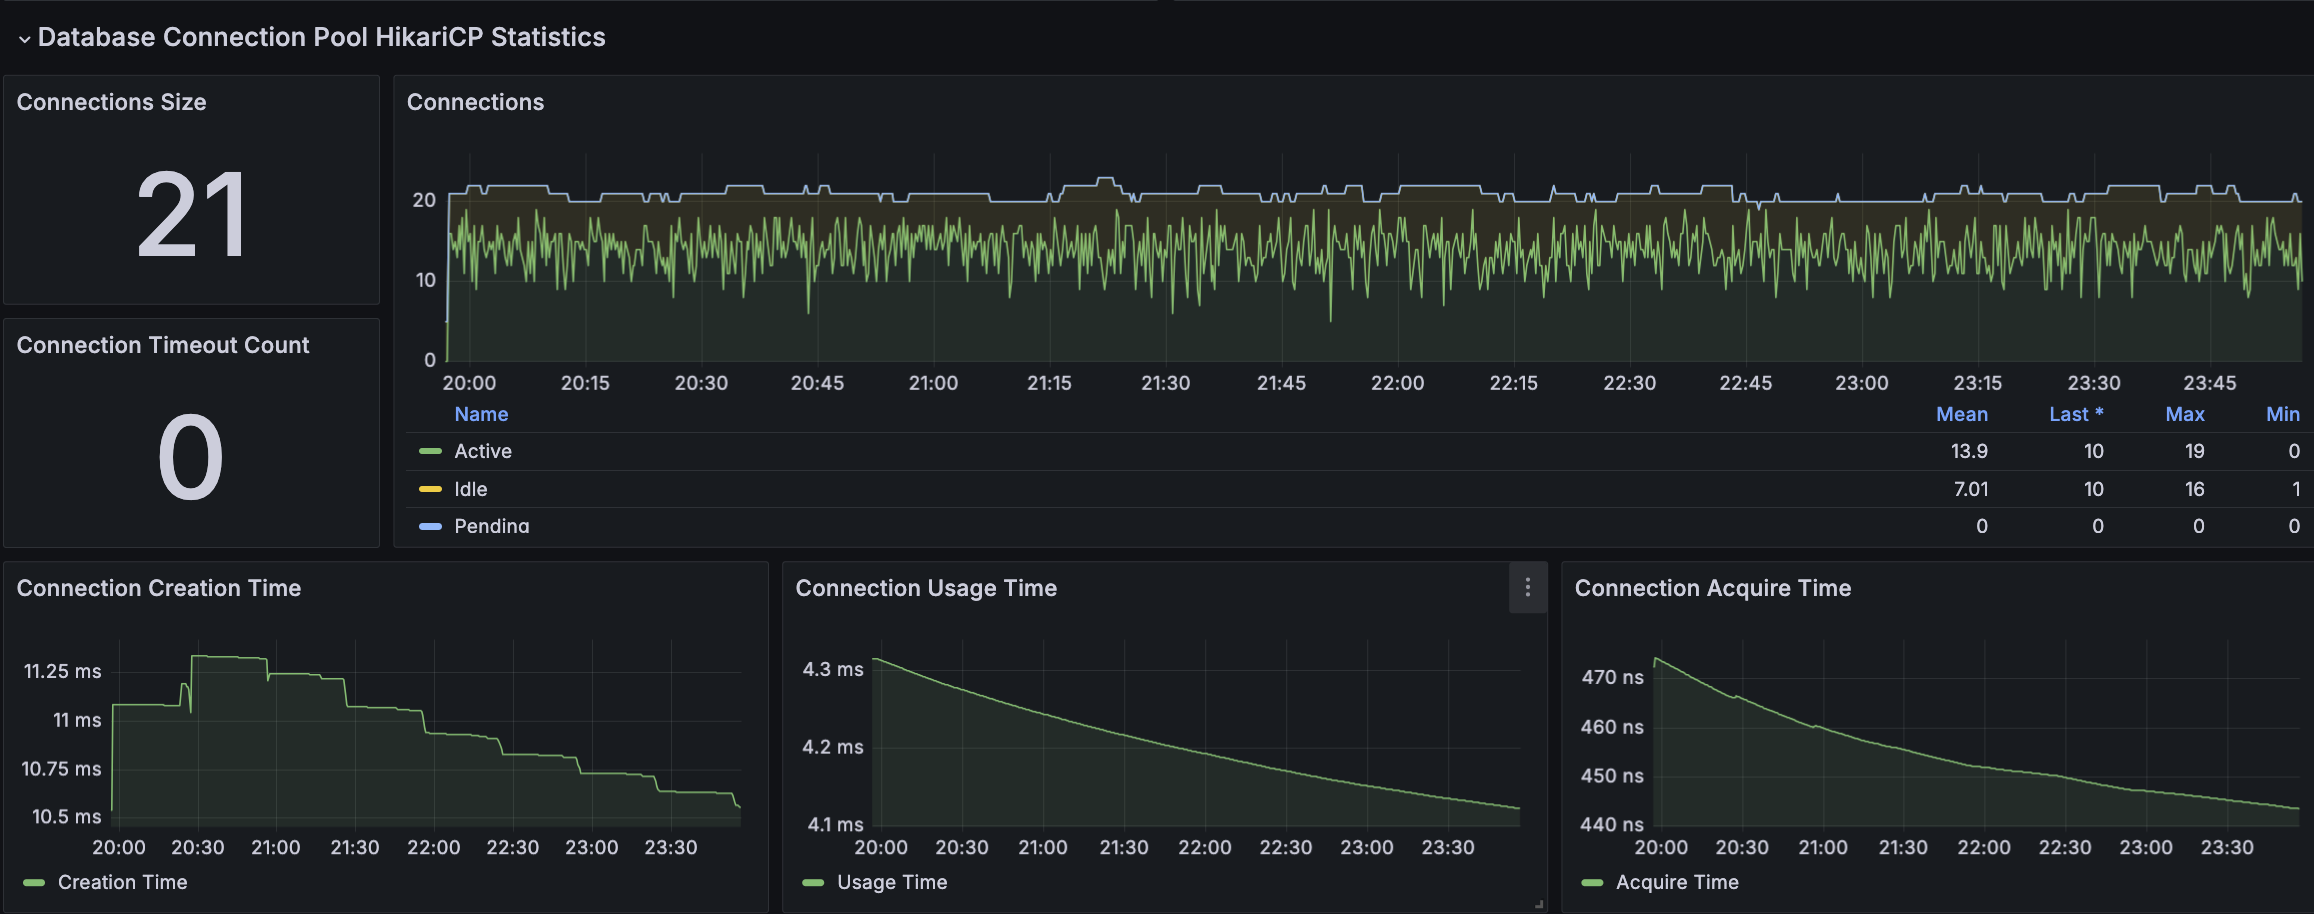 Database Connection Pool HikariCP Statistics
Connections Size
21
Connection Timeout Count
0
Connections
20
10
0
20:00 20:15 20:30 20:45 21:00 21:15 21:30 21:45 22:00 22:15 22:30 22:45 23:00 23:15 23:30 23:45
Name Mean Last * Max Min
Active 13.9 10 19 0
Idle 7.01 10 16 1
Pending 0 0 0 0
Connection Creation Time
11.25 ms
11 ms
10.75 ms
10.5 ms
20:00 20:30 21:00 21:30 22:00 22:30 23:00 23:30
Creation Time
Connection Usage Time
4.3 ms
4.2 ms
4.1 ms
20:00 20:30 21:00 21:30 22:00 22:30 23:00 23:30
Usage Time
Connection Acquire Time
470 ns
460 ns
450 ns
440 ns
20:00 20:30 21:00 21:30 22:00 22:30 23:00 23:30
Acquire Time